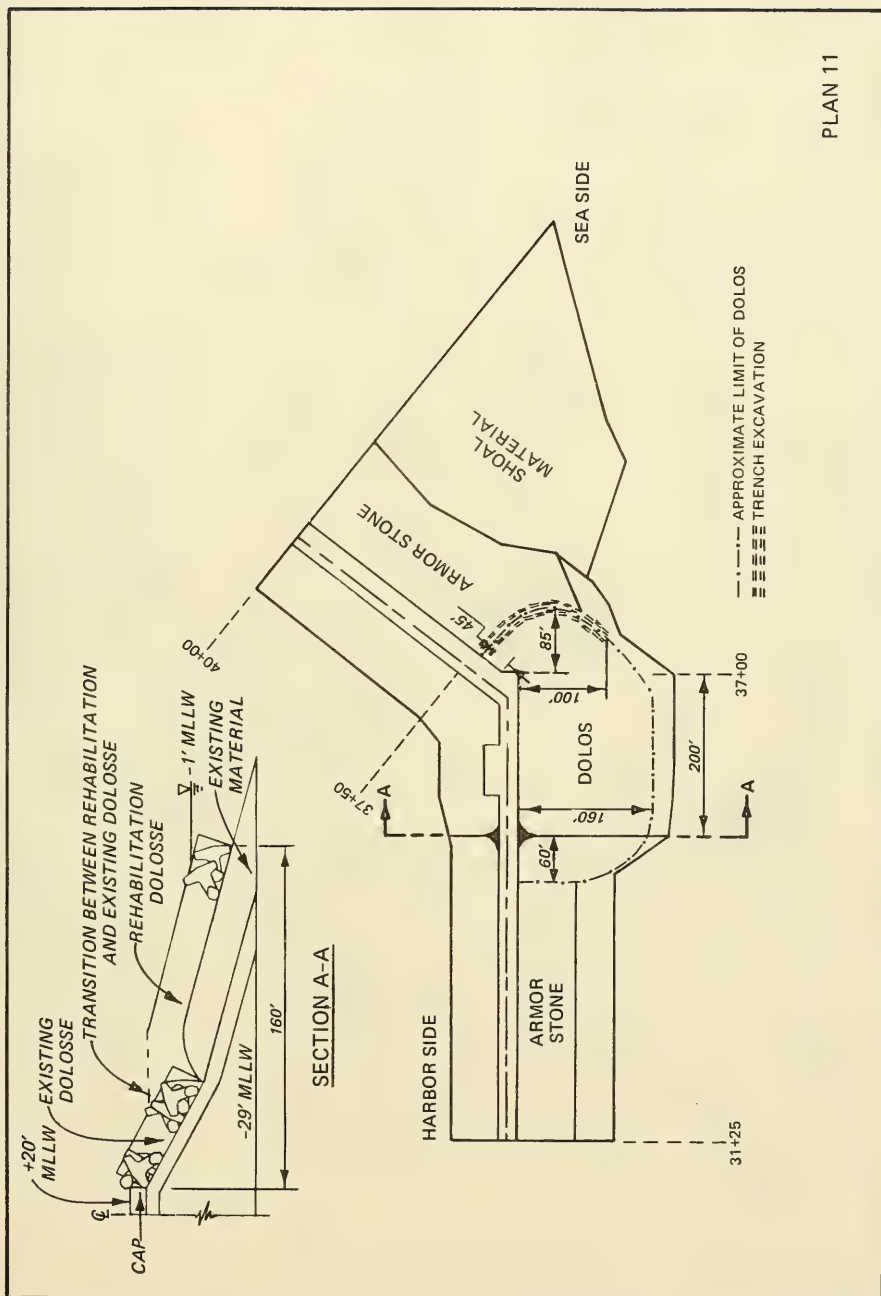 +20'
MLLW
EXISTING
DOLOSSE
TRANSITION BETWEEN REHABILITATION
AND EXISTING DOLOSSE
REHABILITATION
DOLOSSE
-1' MLLW
EXISTING
MATERIAL
CAP
-29' MLLW
160'
SECTION A-A
HARBOR SIDE
ARMOR
STONE
31+25
40+00
37+50
ARMOR STONE
SHOAL
MATERIAL
SEA SIDE
45'
85'
100'
DOLOS
160'
60'
200'
A
A
37+00
APPROXIMATE LIMIT OF DOLOS
TRENCH EXCAVATION
PLAN 11